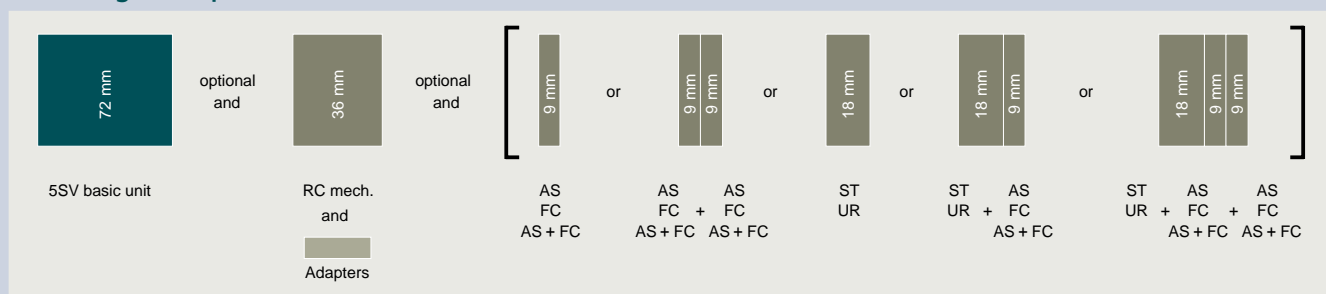 72 mm
optional
and
36 mm
optional
and
9 mm
or
9 mm 9 mm
or
18 mm
or
18 mm 9 mm
or
18 mm 9 mm 9 mm
5SV basic unit
RC mech.
and
Adapters
AS
FC
AS + FC
AS AS
FC + FC
AS + FC AS + FC
ST
UR
ST AS
UR + FC
AS + FC
ST AS AS
UR + FC + FC
AS + FC AS + FC